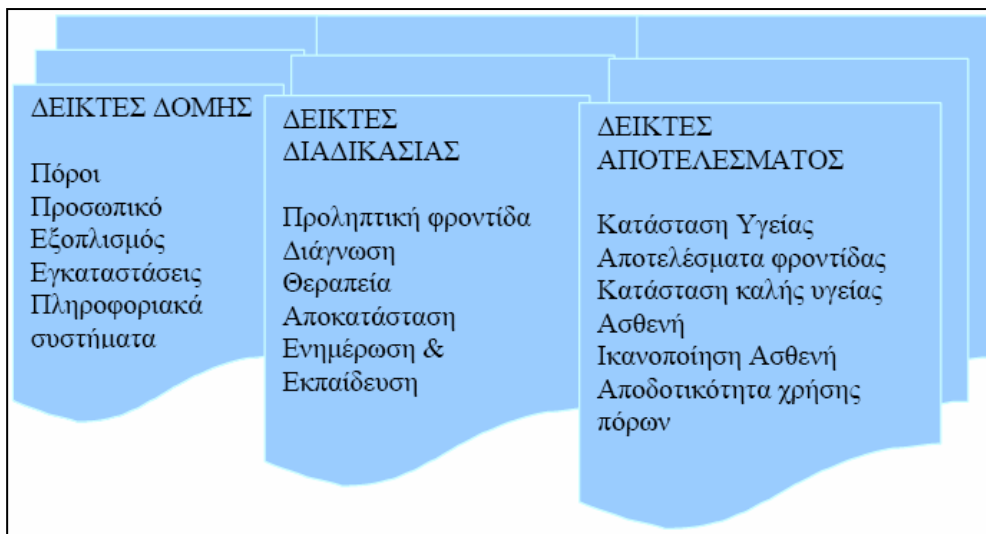 ΔΕΙΚΤΕΣ ΔΟΜΗΣ
Πόροι
Προσωπικό
Εξοπλισμός
Εγκαταστάσεις
Πληροφοριακά
συστήματα
ΔΕΙΚΤΕΣ
ΔΙΑΔΙΚΑΣΙΑΣ
Προληπτική φροντίδα
Διάγνωση
Θεραπεία
Αποκατάσταση
Ενημέρωση &
Εκπαίδευση
ΔΕΙΚΤΕΣ
ΑΠΟΤΕΛΕΣΜΑΤΟΣ
Κατάσταση Υγείας
Αποτελέσματα φροντίδας
Κατάσταση καλής υγείας
Ασθενή
Ικανοποίηση Ασθενή
Αποδοτικότητα χρήσης
πόρων